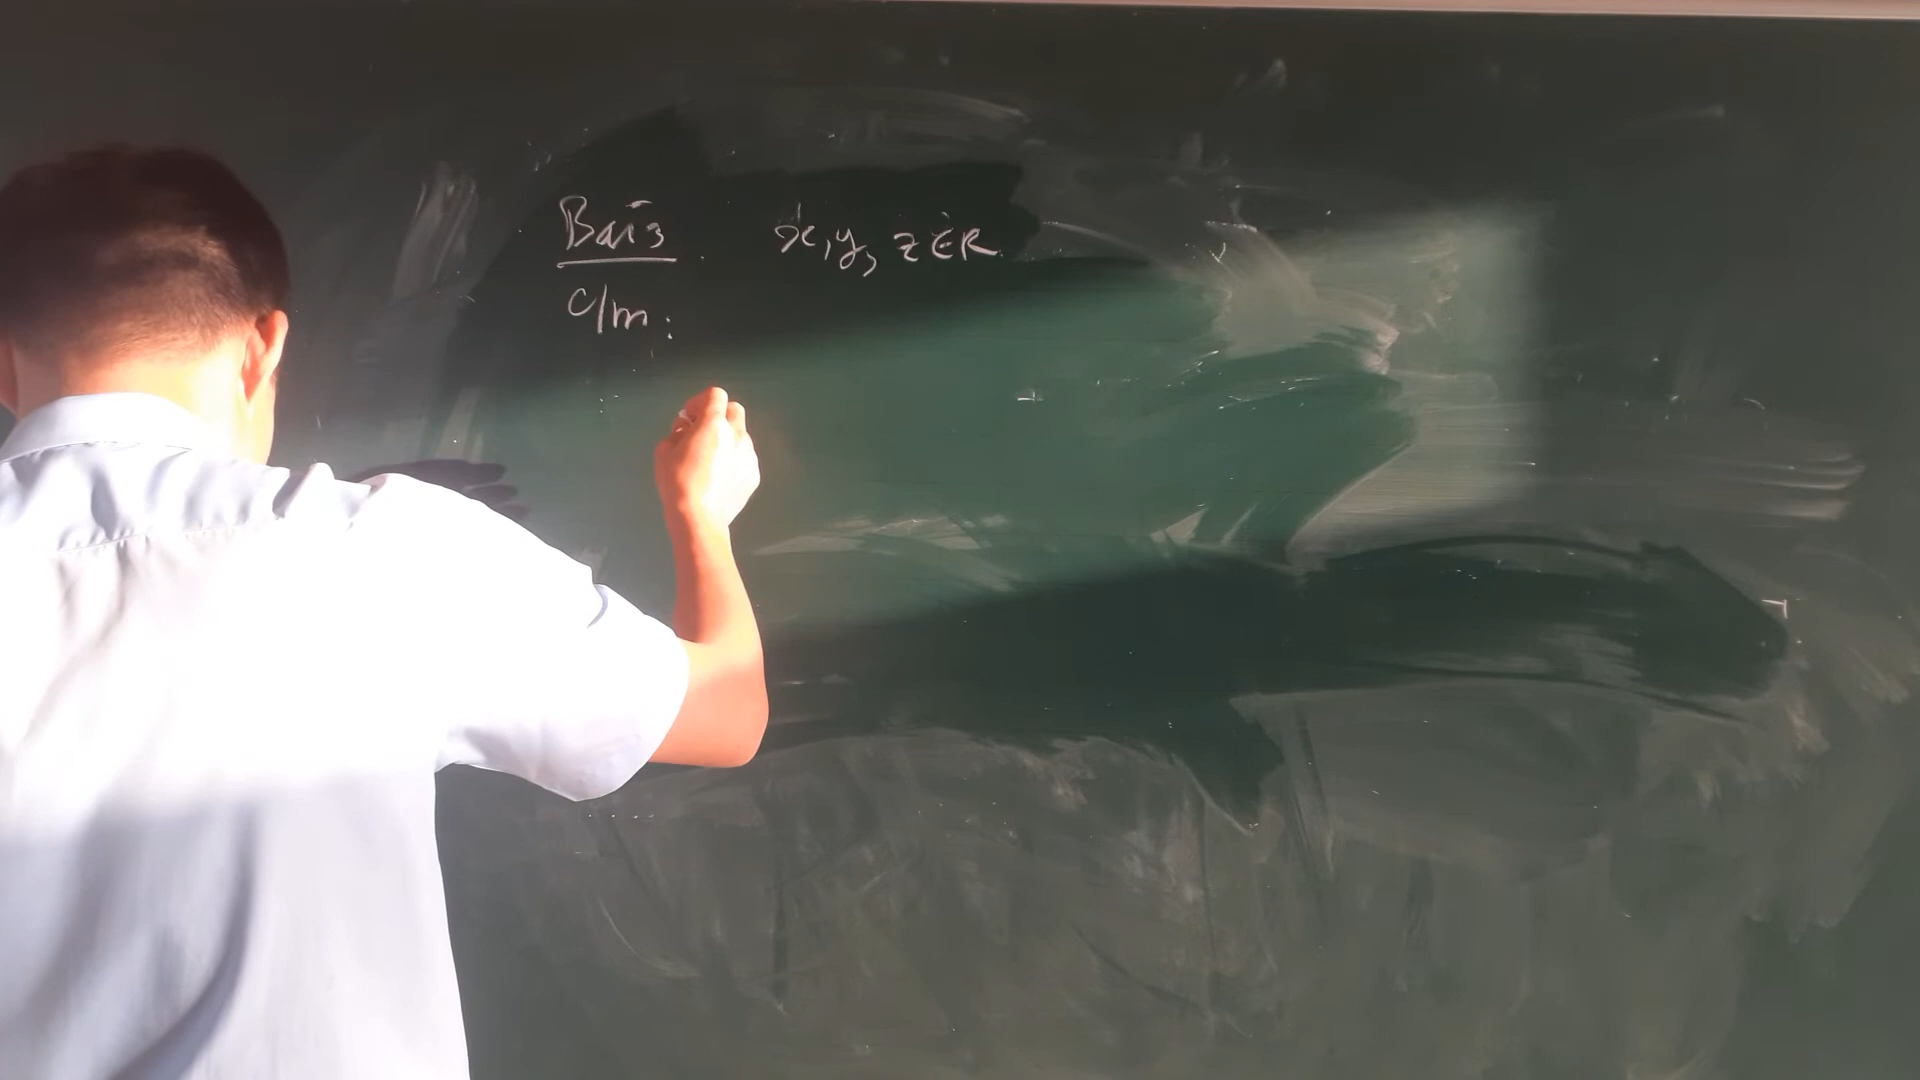 Bài 3. x, y, z ∈ R.
C/m: